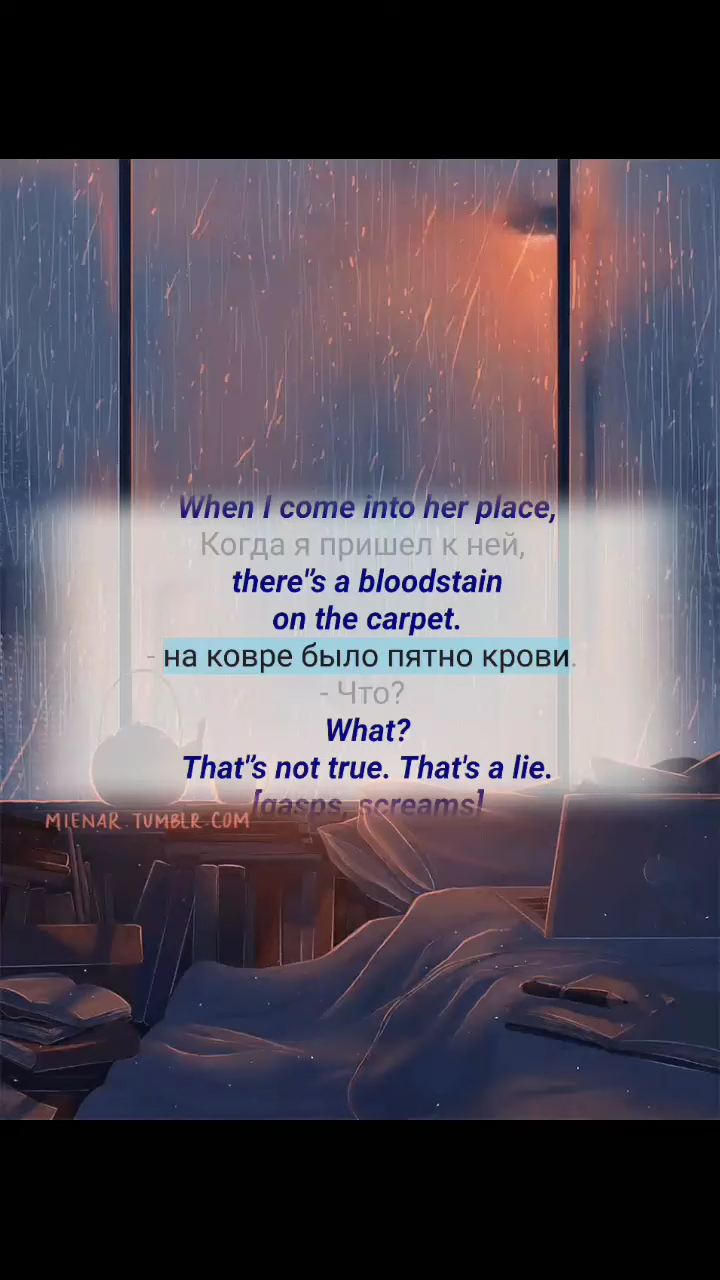 When I come into her place,
Когда я пришел к ней,
there"s a bloodstain
on the carpet.
- на ковре было пятно крови.
- Что?
What?
That"s not true. That's a lie.
[gasps, screams]
MIENAR.TUMBLR.COM